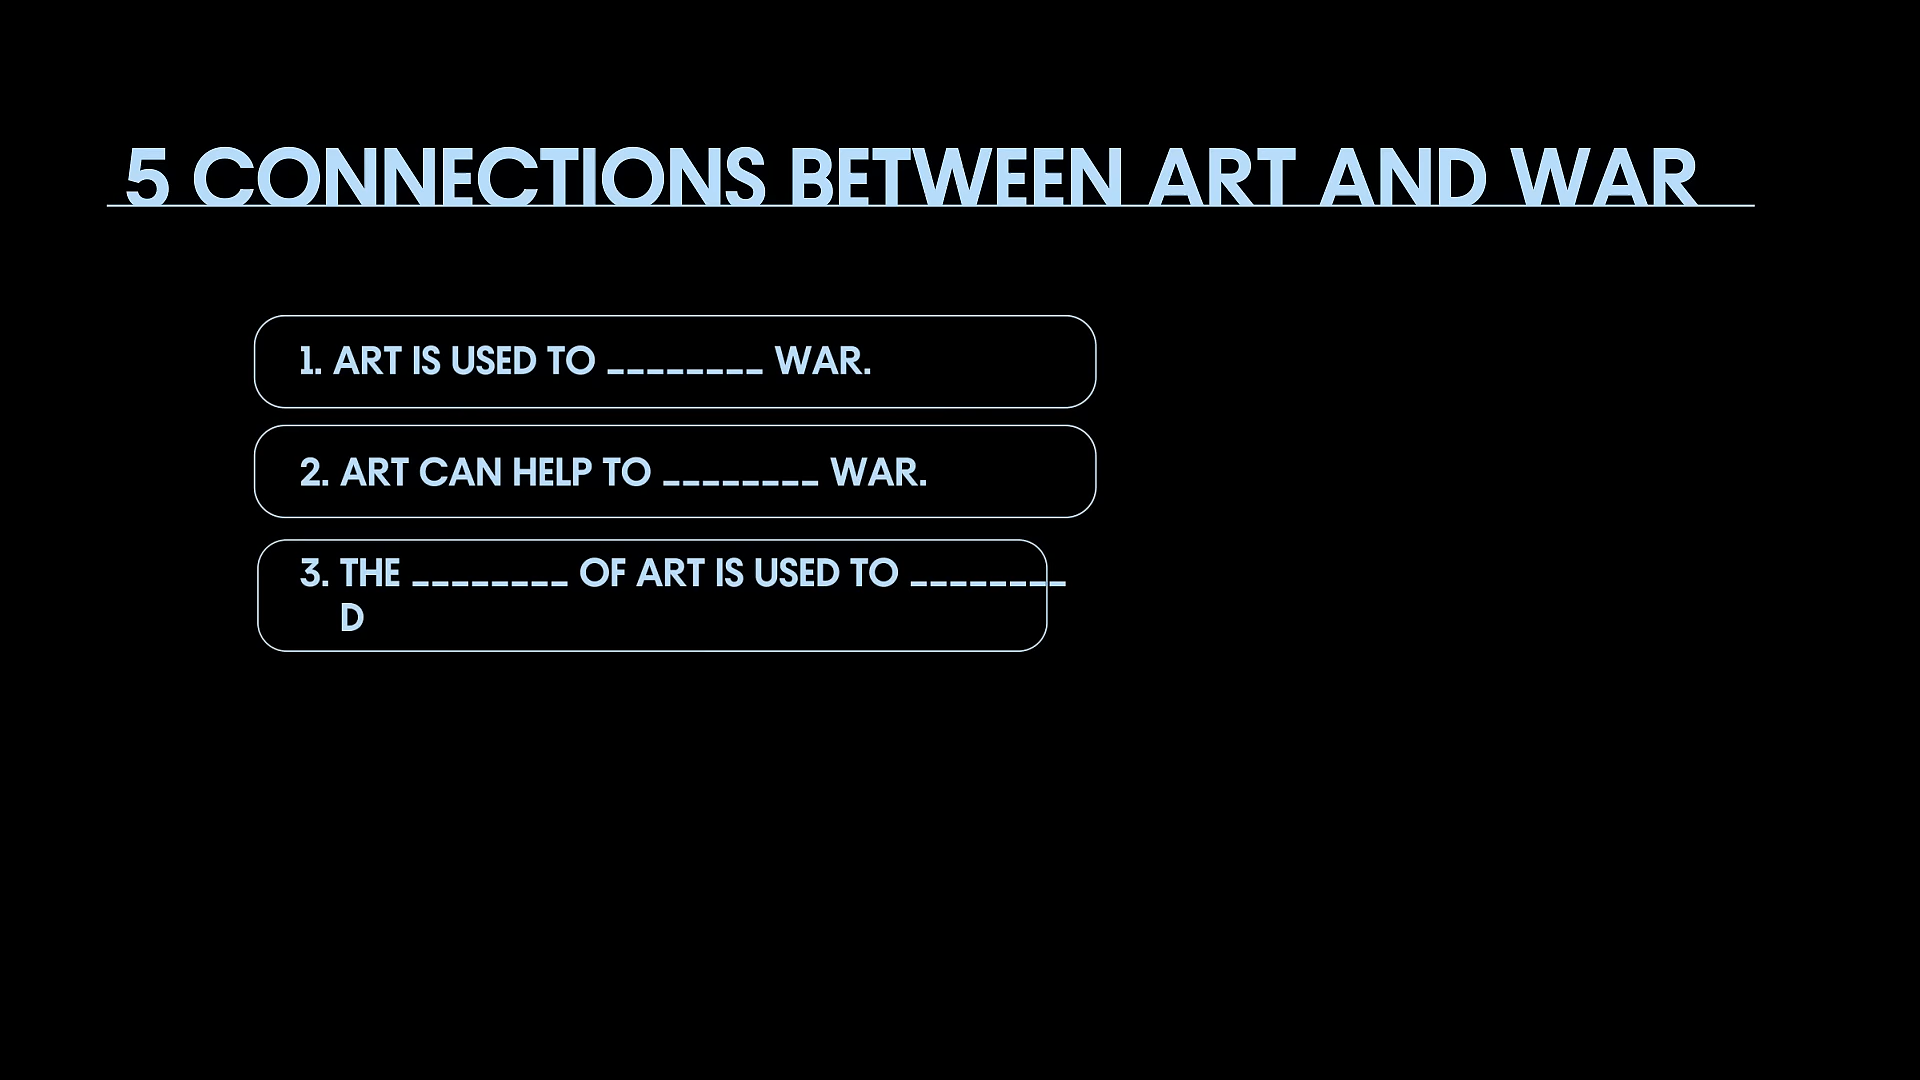 5 CONNECTIONS BETWEEN ART AND WAR
1. ART IS USED TO ________ WAR.
2. ART CAN HELP TO ________ WAR.
3. THE ________ OF ART IS USED TO ________
D